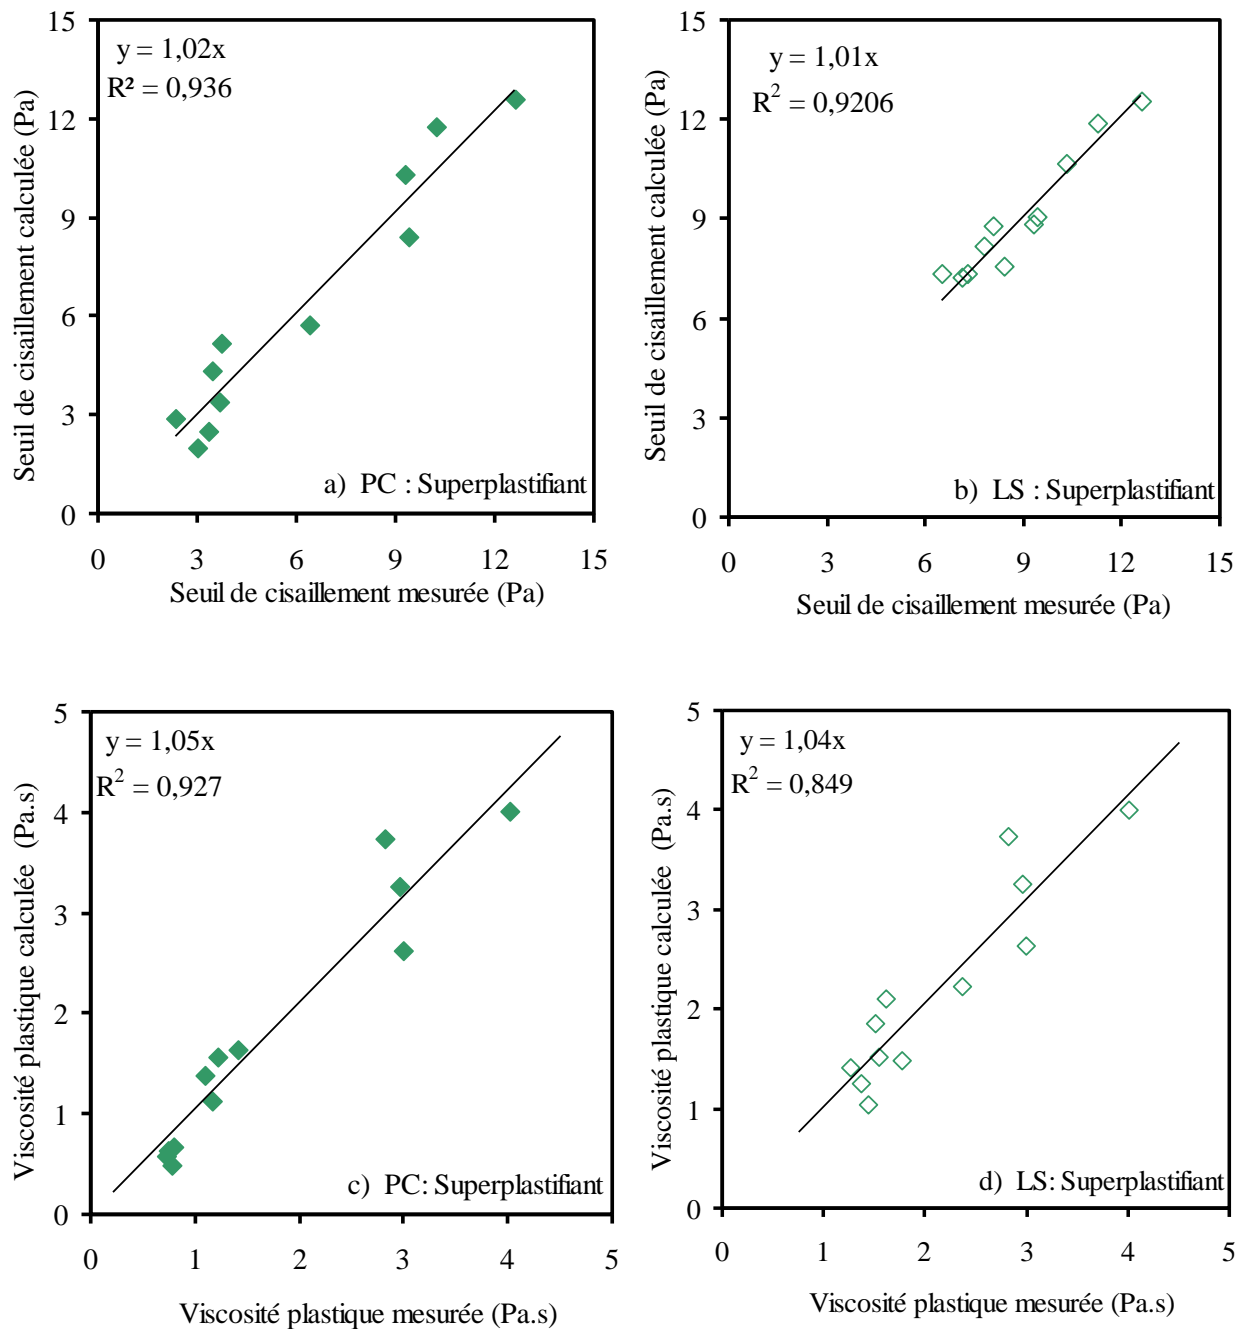 15
12
9
6
3
0
Seuil de cisaillement calculée (Pa)
y = 1,02x
R² = 0,936
a) PC : Superplastifiant
0 3 6 9 12 15
Seuil de cisaillement mesurée (Pa)
15
12
9
6
3
0
Seuil de cisaillement calculée (Pa)
y = 1,01x
R² = 0,9206
b) LS : Superplastifiant
0 3 6 9 12 15
Seuil de cisaillement mesurée (Pa)
5
4
3
2
1
0
Viscosité plastique calculée (Pa.s)
y = 1,05x
R² = 0,927
c) PC: Superplastifiant
0 1 2 3 4 5
Viscosité plastique mesurée (Pa.s)
5
4
3
2
1
0
Viscosité plastique calculée (Pa.s)
y = 1,04x
R² = 0,849
d) LS: Superplastifiant
0 1 2 3 4 5
Viscosité plastique mesurée (Pa.s)